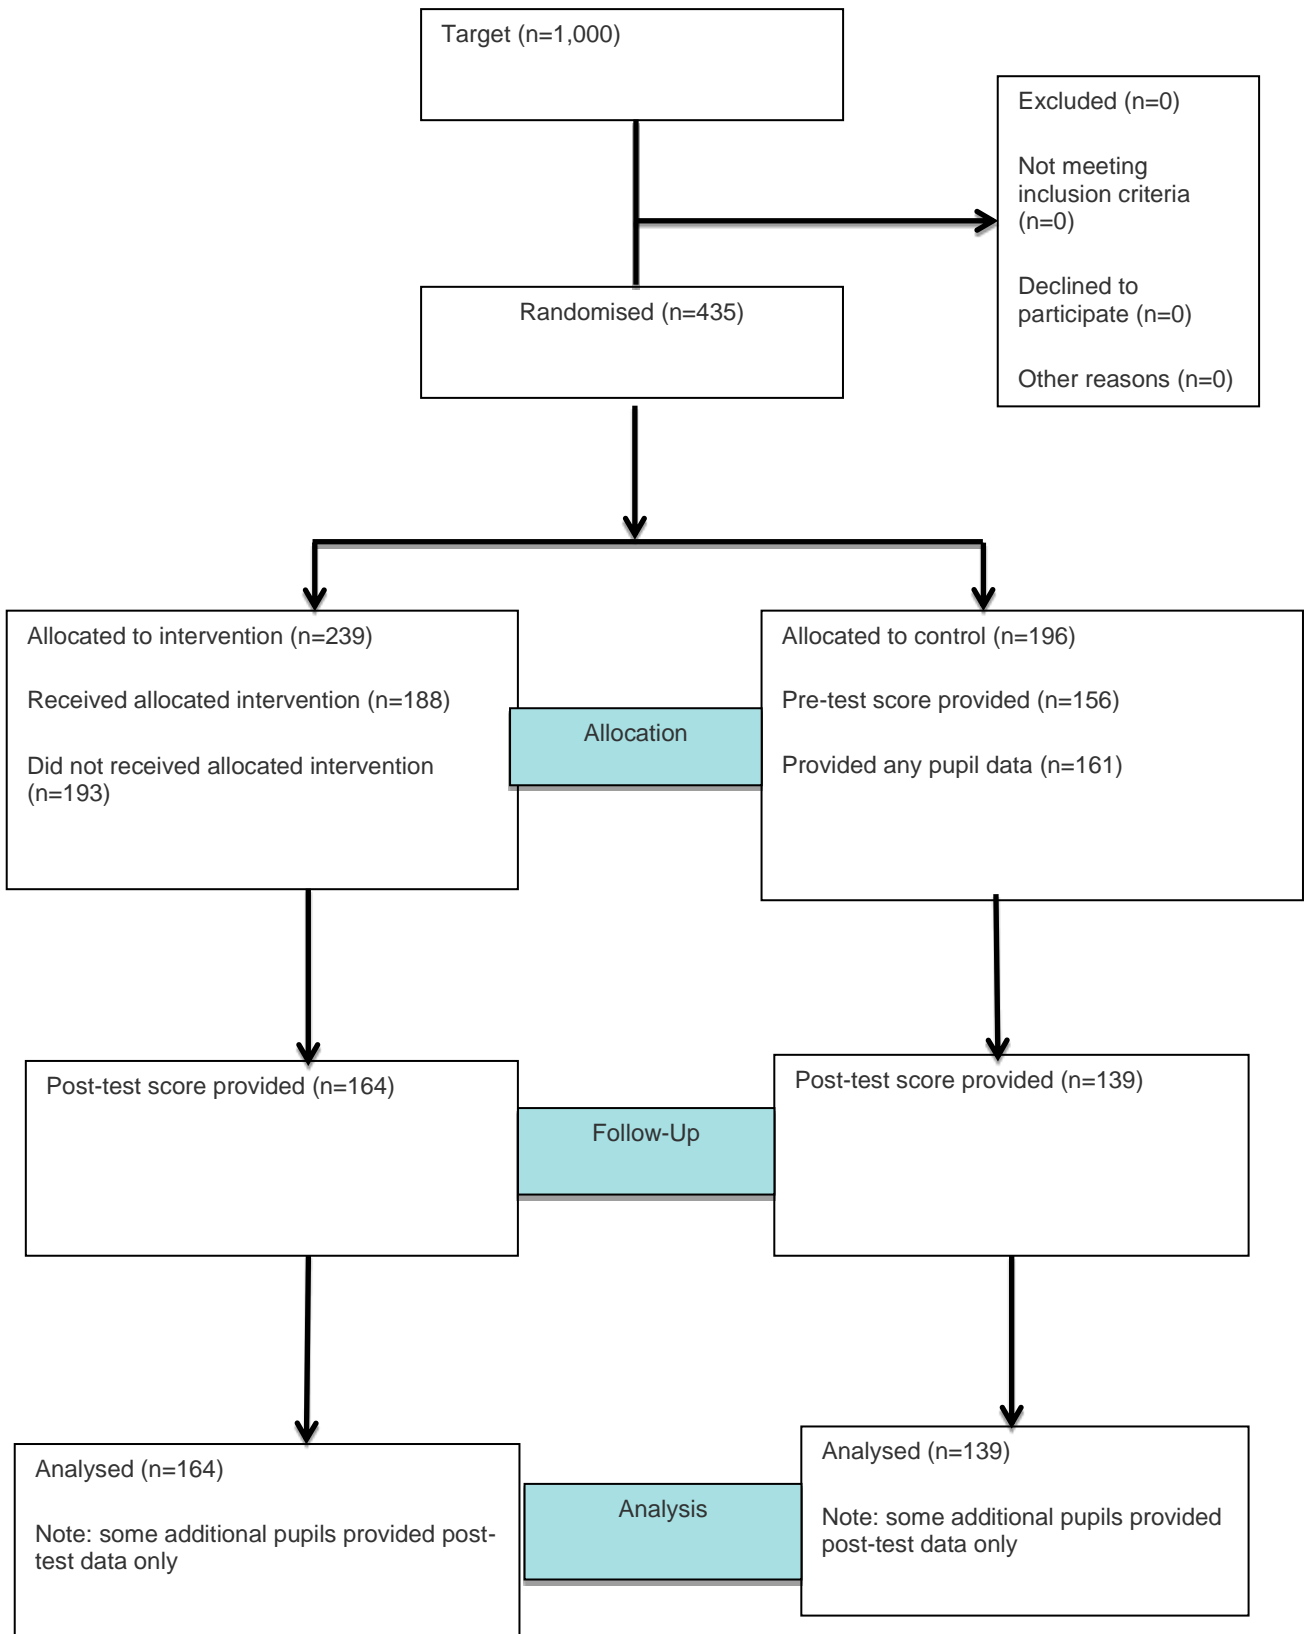 Target (n=1,000)
Excluded (n=0)
Not meeting
inclusion criteria
(n=0)
Declined to
participate (n=0)
Other reasons (n=0)
Randomised (n=435)
Allocated to intervention (n=239)
Received allocated intervention (n=188)
Did not received allocated intervention
(n=193)
Allocation
Allocated to control (n=196)
Pre-test score provided (n=156)
Provided any pupil data (n=161)
Post-test score provided (n=164)
Follow-Up
Post-test score provided (n=139)
Analysed (n=164)
Note: some additional pupils provided post-
test data only
Analysis
Analysed (n=139)
Note: some additional pupils provided
post-test data only